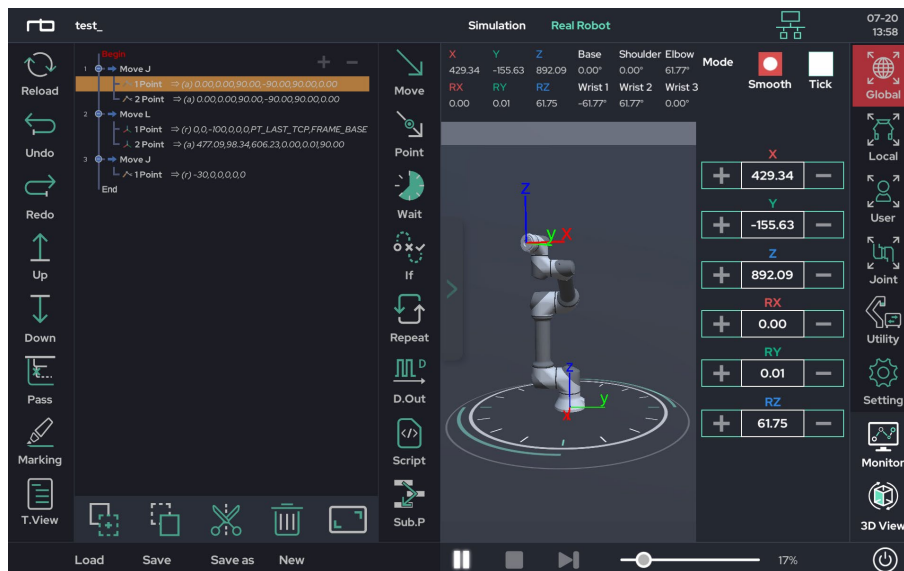 test_
Simulation
Real Robot
07-20
13:58
Reload
Undo
Redo
Up
Down
Pass
Marking
T.View
Begin
1 Move J
1 Point ⇒ (a) 0.00,0.00,90.00,-90.00,90.00,0.00
2 Point ⇒ (a) 0.00,0.00,90.00,-90.00,90.00,0.00
2 Move L
1 Point ⇒ (r) 0,0,-100,0,0,0,PT_LAST_TCP,FRAME_BASE
2 Point ⇒ (a) 477.09,98.34,606.23,0.00,0.01,90.00
3 Move J
1 Point ⇒ (r) -30,0,0,0,0,0
End
Move
Point
Wait
If
Repeat
D
D.Out
Script
Sub.P
X Y Z Base Shoulder Elbow
429.34 -155.63 892.09 0.00° 0.00° 61.77°
RX RY RZ Wrist 1 Wrist 2 Wrist 3
0.00 0.01 61.75 -61.77° 61.77° 0.00°
Z
y X
z
y
x
Mode
Smooth
Tick
X
429.34
Y
-155.63
Z
892.09
RX
0.00
RY
0.01
RZ
61.75
Global
Local
User
Joint
Utility
Setting
Monitor
3D View
Load Save Save as New
17%